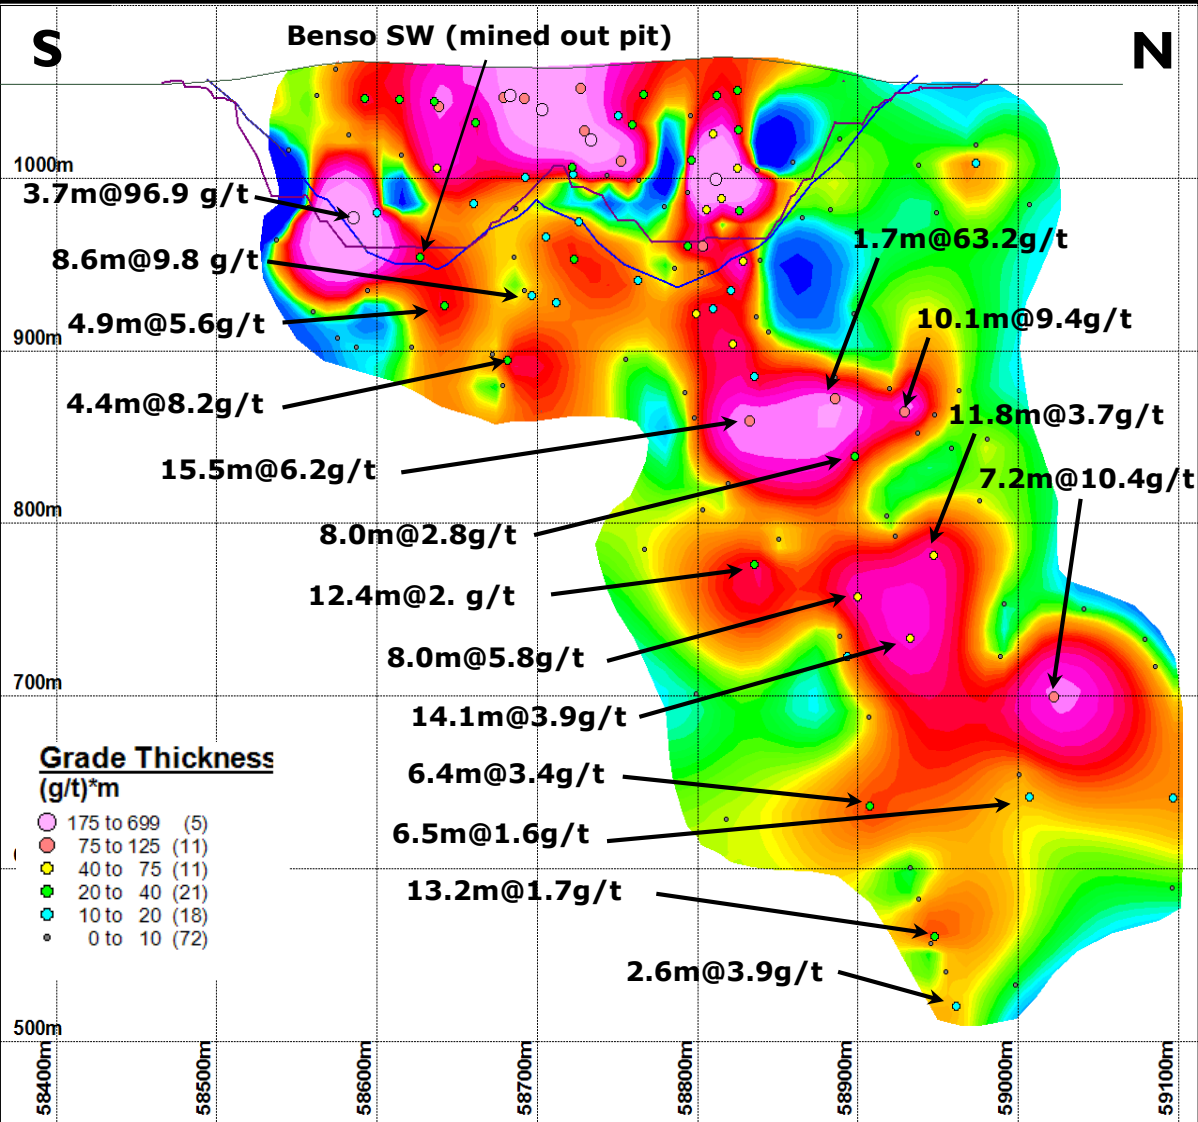 S
Benso SW (mined out pit)
N
1000m
3.7m@96.9 g/t
1.7m@63.2g/t
8.6m@9.8 g/t
4.9m@5.6g/t
10.1m@9.4g/t
900m
4.4m@8.2g/t
11.8m@3.7g/t
15.5m@6.2g/t
7.2m@10.4g/t
800m
8.0m@2.8g/t
12.4m@2. g/t
8.0m@5.8g/t
700m
14.1m@3.9g/t
Grade Thickness
(g/t)*m
175 to 699 (5)
75 to 125 (11)
40 to 75 (11)
20 to 40 (21)
10 to 20 (18)
0 to 10 (72)
6.4m@3.4g/t
6.5m@1.6g/t
13.2m@1.7g/t
2.6m@3.9g/t
500m
58400m
58500m
58600m
58700m
58800m
58900m
59000m
59100m